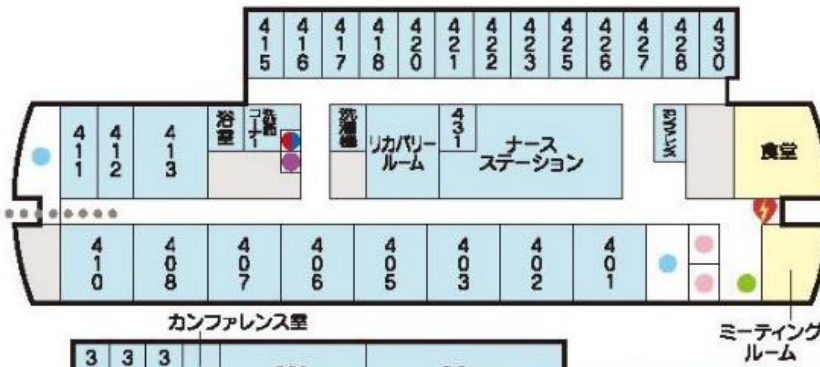 415 416 417 418 420 421 422 423 425 426 427 428 430
411 412 413
浴室
洗面
コーナー
洗濯機
リカバリー
ルーム
431
ナース
ステーション
食堂
410 408 407 406 405 403 402 401
カンファレンス室
ミーティング
ルーム
3 3 3